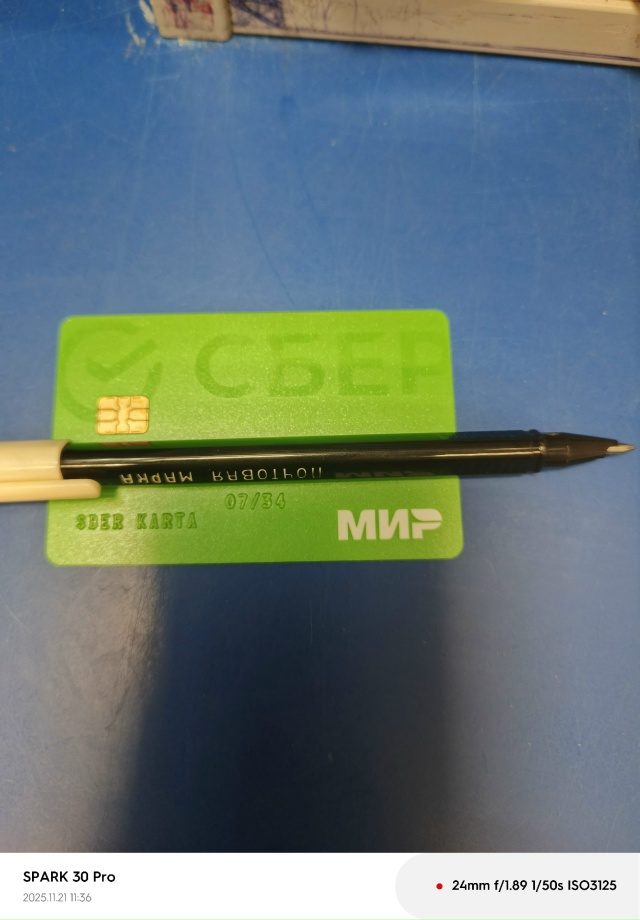 СБЕР
ПОЧТОВАЯ МАРКА
07/34
SBER KARTA
МИР
SPARK 30 Pro
2025.11.21 11:36
24mm f/1.89 1/50s ISO3125